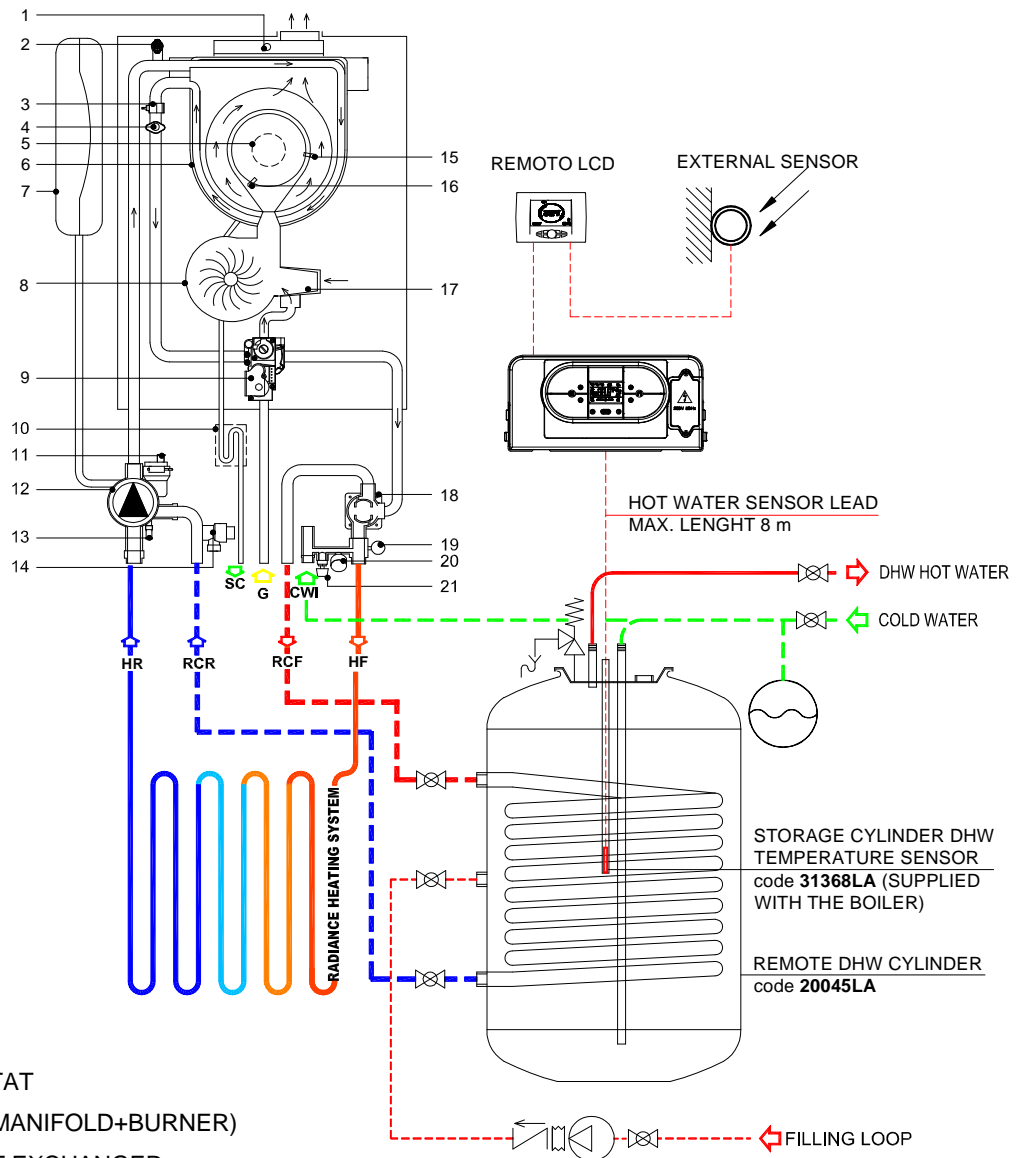 1
2
3
4
5
6
7
8
9
10
11
12
13
14
15
16
17
18
19
20
21
REMOTO LCD
EXTERNAL SENSOR
HOT WATER SENSOR LEAD
MAX. LENGHT 8 m
DHW HOT WATER
COLD WATER
SC
G
CWI
HR
RCR
RCF
HF
RADIANCE HEATING SYSTEM
STORAGE CYLINDER DHW
TEMPERATURE SENSOR
code 31368LA (SUPPLIED
WITH THE BOILER)
REMOTE DHW CYLINDER
code 20045LA
FILLING LOOP
TAT
MANIFOLD+BURNER)